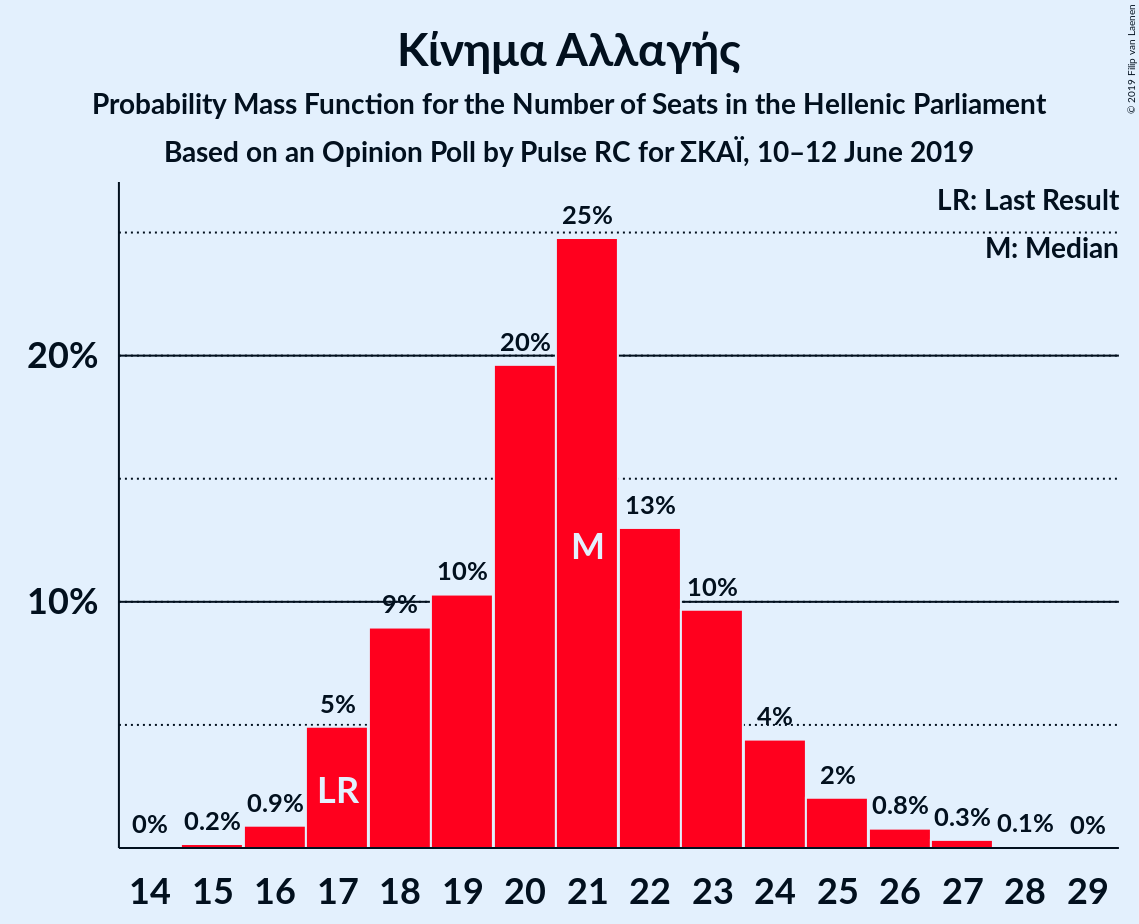 Κίνημα Αλλαγής
Probability Mass Function for the Number of Seats in the Hellenic Parliament
Based on an Opinion Poll by Pulse RC for ΣΚΑΪ, 10–12 June 2019
© 2019 Filip van Laenen
LR: Last Result
M: Median
20%
10%
0%
0.2%
0.9%
5%
9%
10%
20%
25%
13%
10%
4%
2%
0.8%
0.3%
0.1%
0%
LR
M
14 15 16 17 18 19 20 21 22 23 24 25 26 27 28 29